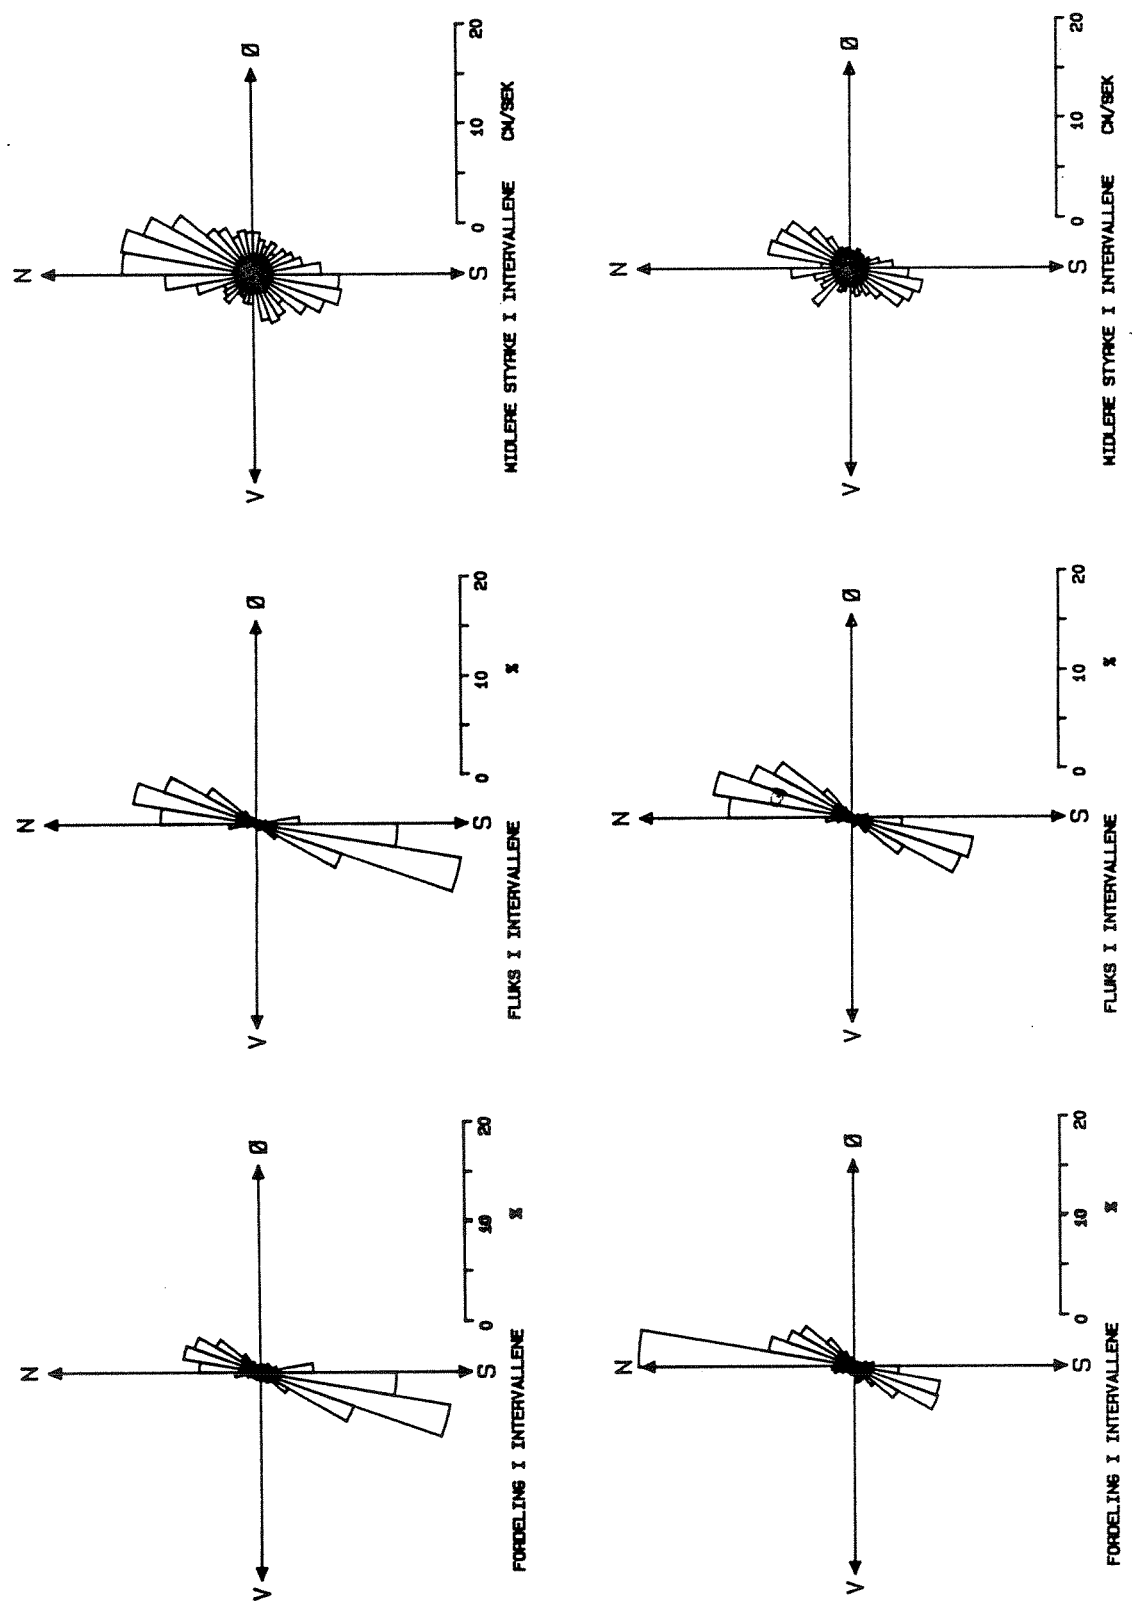 N
V Ø
S
0 10 20
FORDELING I INTERVALLENE %
N
V Ø
S
0 10 20
FLUKS I INTERVALLENE %
N
V Ø
S
0 10 20
MIDLERE STYRKE I INTERVALLENE CM/SEK
N
V Ø
S
0 10 20
FORDELING I INTERVALLENE %
N
V Ø
S
0 10 20
FLUKS I INTERVALLENE %
N
V Ø
S
0 10 20
MIDLERE STYRKE I INTERVALLENE CM/SEK